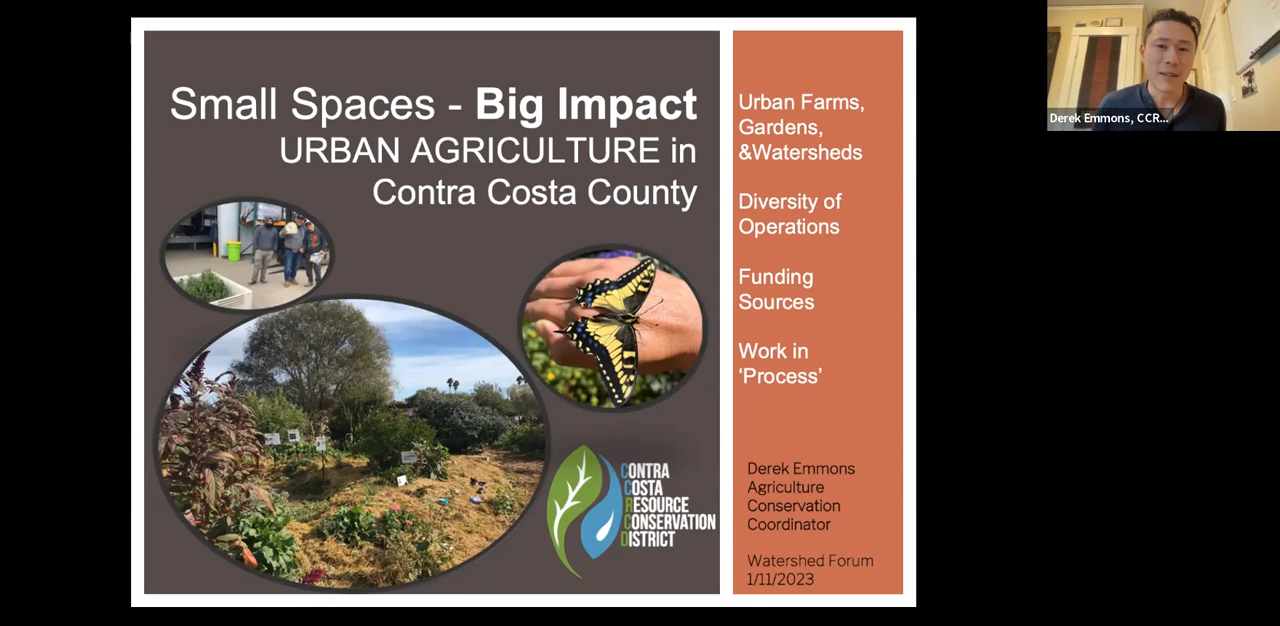 Small Spaces - Big Impact
URBAN AGRICULTURE in
Contra Costa County
CONTRA
COSTA
RESOURCE
CONSERVATION
DISTRICT
Urban Farms,
Gardens,
&Watersheds
Diversity of
Operations
Funding
Sources
Work in
‘Process’
Derek Emmons
Agriculture
Conservation
Coordinator
Watershed Forum
1/11/2023
Derek Emmons, CCR...